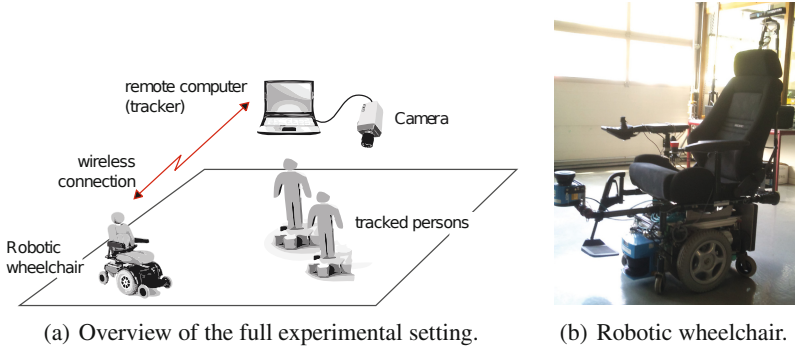 remote computer
(tracker)
Camera
wireless
connection
tracked persons
Robotic
wheelchair
(a) Overview of the full experimental setting.
(b) Robotic wheelchair.